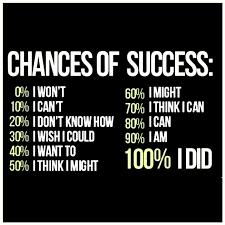 CHANCES OF SUCCESS:
0% I WON'T
10% I CAN'T
20% I DON'T KNOW HOW
30% I WISH I COULD
40% I WANT TO
50% I THINK I MIGHT
60% I MIGHT
70% I THINK I CAN
80% I CAN
90% I AM
100% I DID